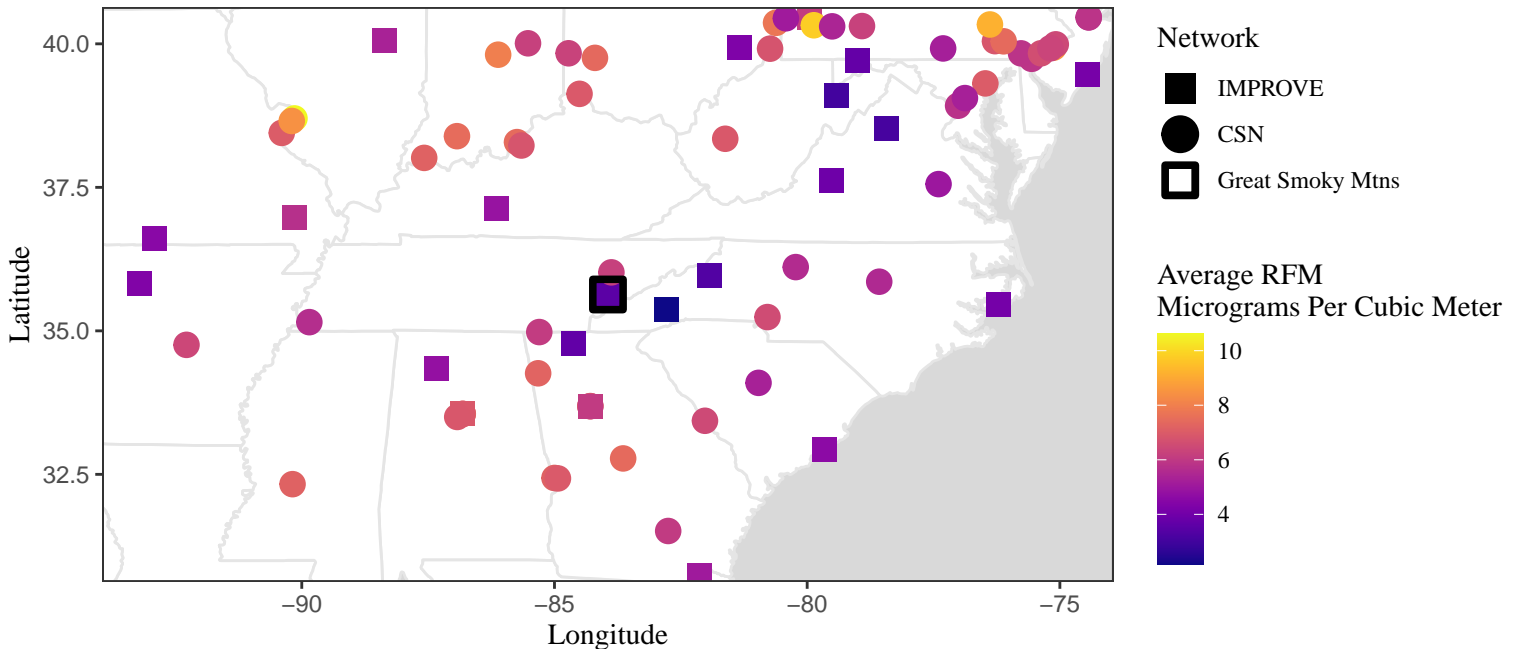 40.0
37.5
35.0
32.5
Latitude
−90
−85
−80
−75
Longitude
Network
IMPROVE
CSN
Great Smoky Mtns
Average RFM
Micrograms Per Cubic Meter
10
8
6
4